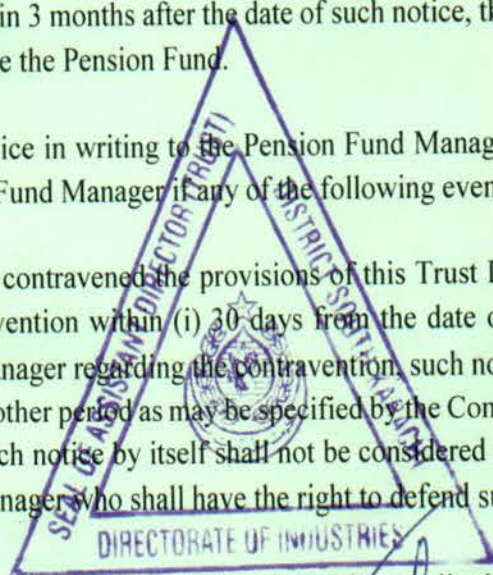 in 3 months after the date of such notice, th
e the Pension Fund.
ice in writing to the Pension Fund Manag
Fund Manager if any of the following even
contravened the provisions of this Trust
vention within (i) 30 days from the date o
anager regarding the contravention, such no
other period as may be specified by the Com
ch notice by itself shall not be considered
anager who shall have the right to defend su
SEAL OF ASSISTANT DIRECTOR (TRUST)
DISTRICT SOUTH KARACHI
DIRECTORATE OF INDUSTRIES